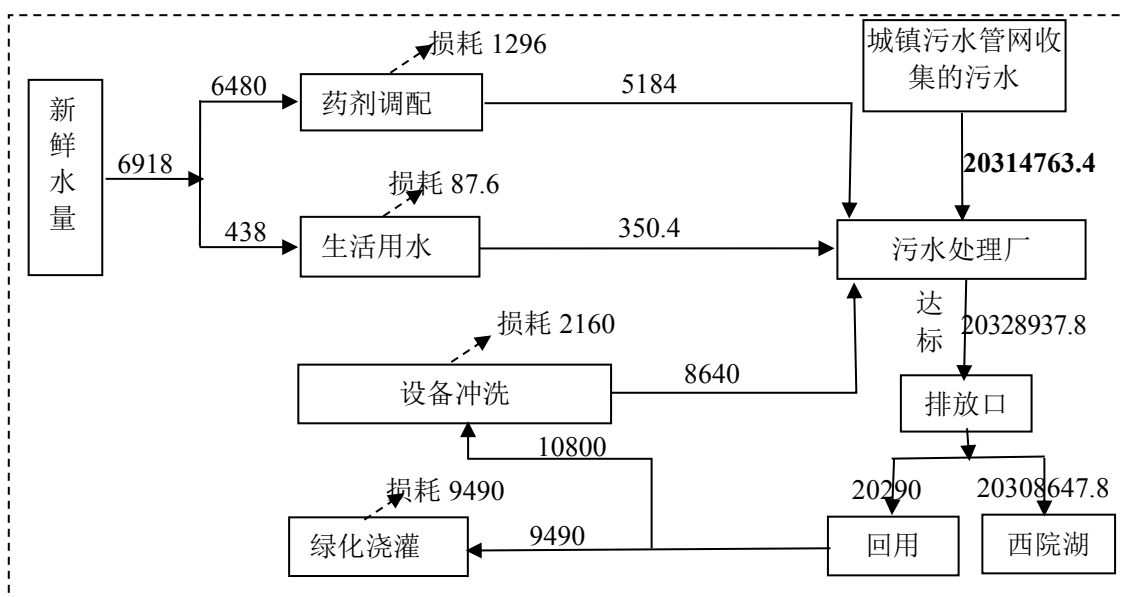 新
鲜
水
量
6918
6480
438
损耗 1296
药剂调配
5184
损耗 87.6
生活用水
350.4
城镇污水管网收
集的污水
20314763.4
污水处理厂
达
标
20328937.8
排放口
损耗 2160
设备冲洗
8640
10800
损耗 9490
绿化浇灌
9490
20290
20308647.8
回用
西院湖